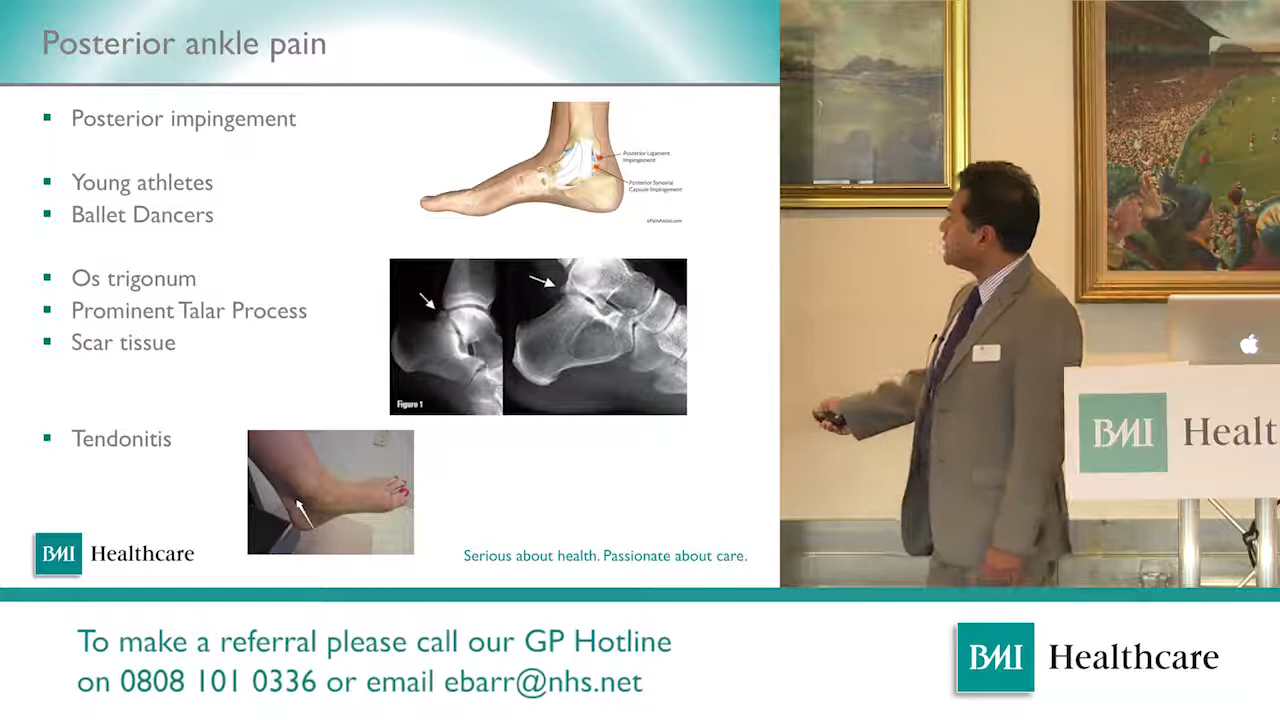 Posterior ankle pain
Posterior impingement
Young athletes
Ballet Dancers
Os trigonum
Prominent Talar Process
Scar tissue
Tendonitis
Posterior Ligament
Impingement
Posterior Synovial
Capsule Impingement
ePainAssist.com
Figure 1
BMI Healthcare
Serious about health. Passionate about care.
BMI Healt
To make a referral please call our GP Hotline
on 0808 101 0336 or email ebarr@nhs.net
BMI Healthcare